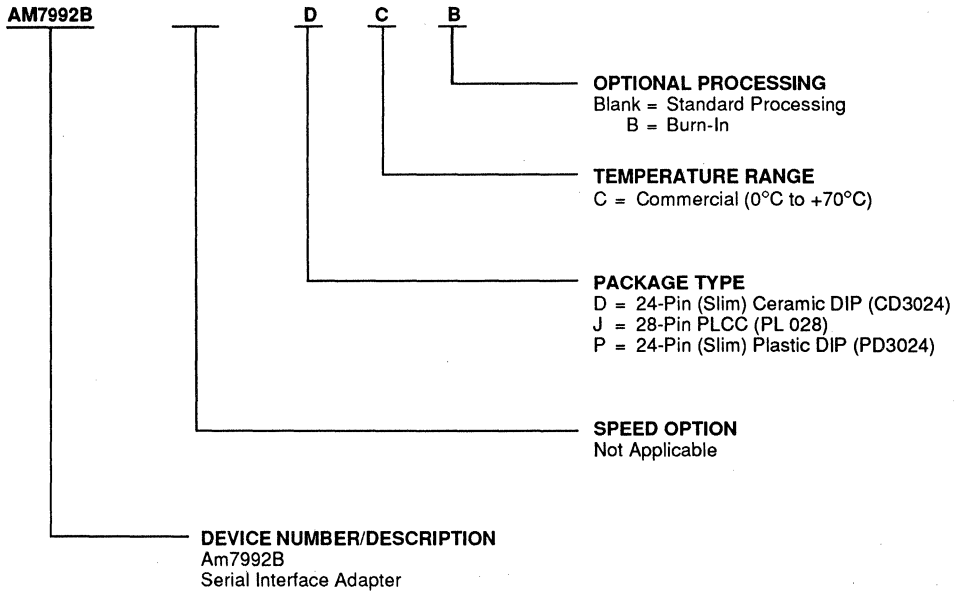 AM7992B D C B
OPTIONAL PROCESSING
Blank = Standard Processing
B = Burn-In
TEMPERATURE RANGE
C = Commercial (0°C to +70°C)
PACKAGE TYPE
D = 24-Pin (Slim) Ceramic DIP (CD3024)
J = 28-Pin PLCC (PL 028)
P = 24-Pin (Slim) Plastic DIP (PD3024)
SPEED OPTION
Not Applicable
DEVICE NUMBER/DESCRIPTION
Am7992B
Serial Interface Adapter